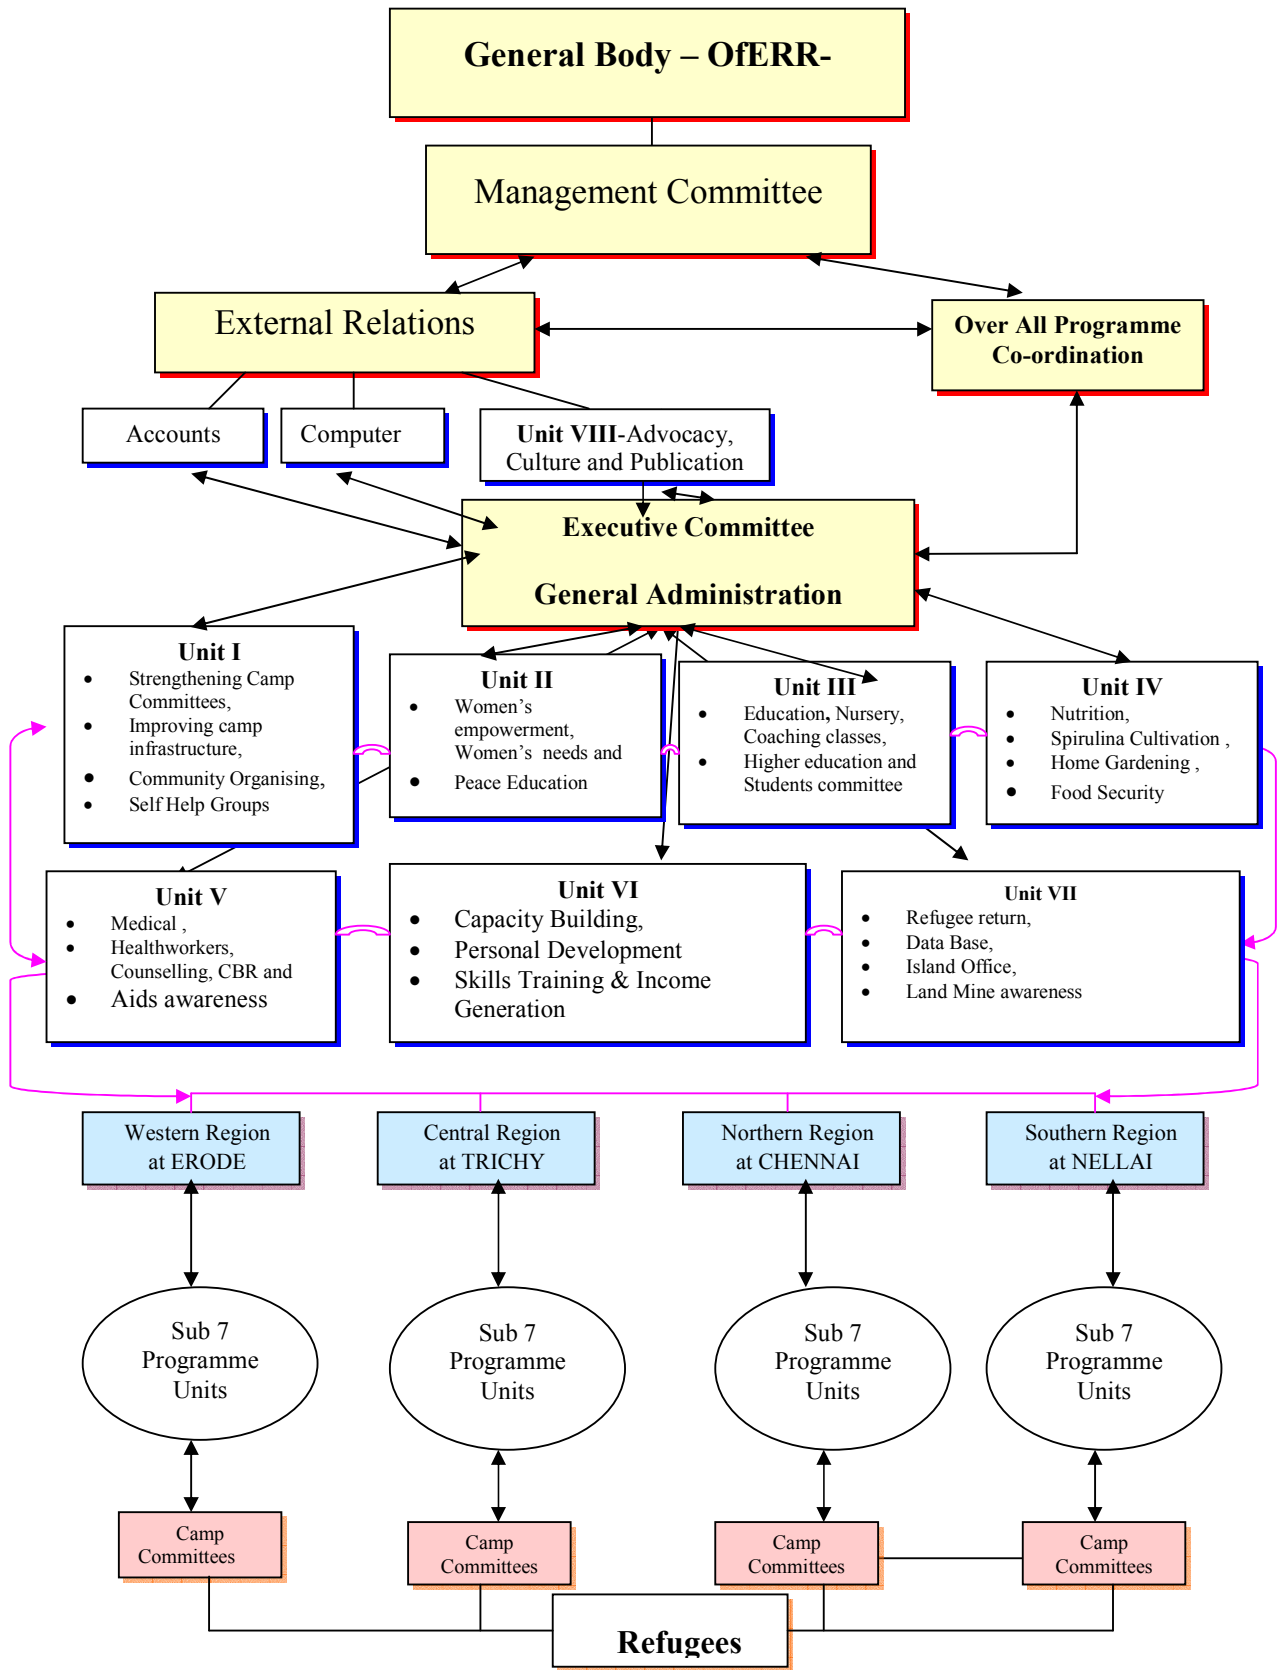 General Body – OfERR-
Management Committee
External Relations
Over All Programme
Co-ordination
Accounts
Computer
Unit VIII-Advocacy,
Culture and Publication
Executive Committee
General Administration
Unit I
• Strengthening Camp
Committees,
• Improving camp
infrastructure,
• Community Organising,
• Self Help Groups
Unit II
• Women’s
empowerment,
Women’s needs and
• Peace Education
Unit III
• Education, Nursery,
Coaching classes,
• Higher education and
Students committee
Unit IV
• Nutrition,
• Spirulina Cultivation ,
• Home Gardening ,
• Food Security
Unit V
• Medical ,
• Healthworkers,
Counselling, CBR and
• Aids awareness
Unit VI
• Capacity Building,
• Personal Development
• Skills Training & Income
Generation
Unit VII
• Refugee return,
• Data Base,
• Island Office,
• Land Mine awareness
Western Region
at ERODE
Central Region
at TRICHY
Northern Region
at CHENNAI
Southern Region
at NELLAI
Sub 7
Programme
Units
Sub 7
Programme
Units
Sub 7
Programme
Units
Sub 7
Programme
Units
Camp
Committees
Camp
Committees
Camp
Committees
Camp
Committees
Refugees